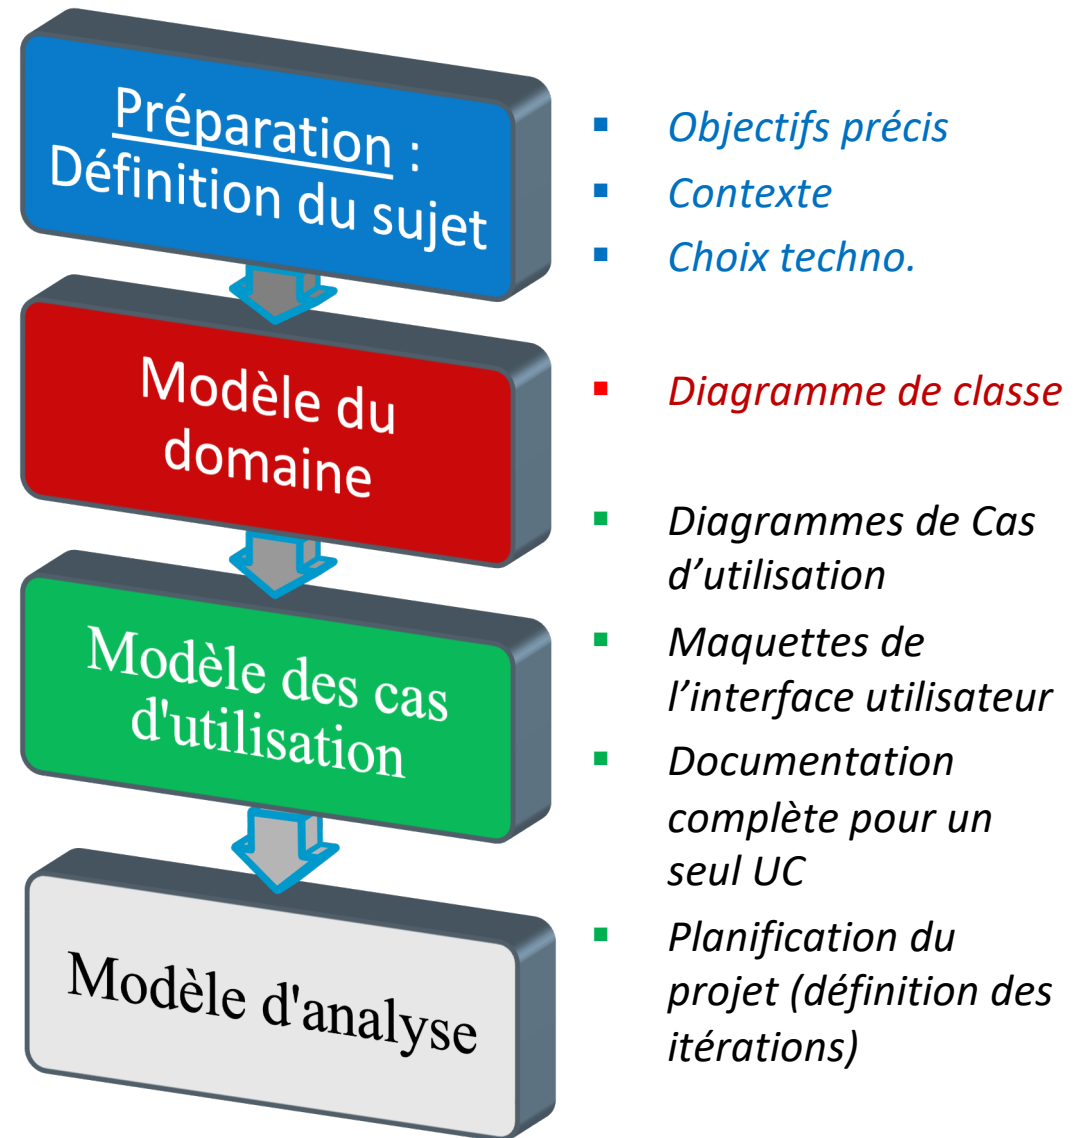 Préparation :
Définition du sujet
Objectifs précis
Contexte
Choix techno.
Modèle du
domaine
Diagramme de classe
Modèle des cas
d'utilisation
Diagrammes de Cas
d’utilisation
Maquettes de
l’interface utilisateur
Documentation
complète pour un
seul UC
Planification du
projet (définition des
itérations)
Modèle d'analyse